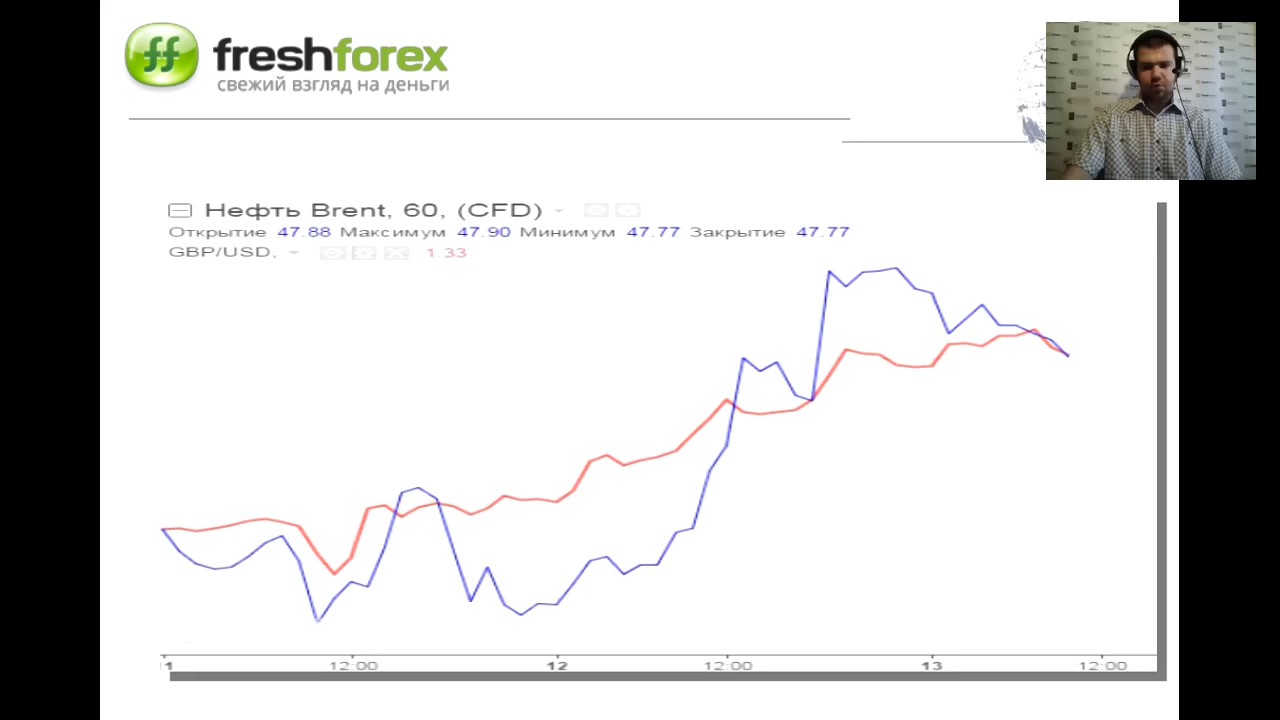 ff freshforex
свежий взгляд на деньги
Нефть Brent, 60, (CFD)
Открытие 47.88 Максимум 47.90 Минимум 47.77 Закрытие 47.77
GBP/USD, 1.33
12:00 12 12:00 13 12:00